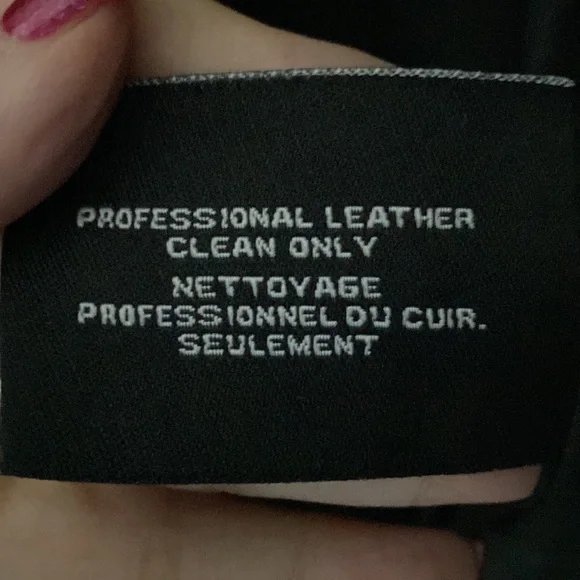 PROFESSIONAL LEATHER
CLEAN ONLY
NETTOYAGE
PROFESSIONNEL DU CUIR.
SEULEMENT